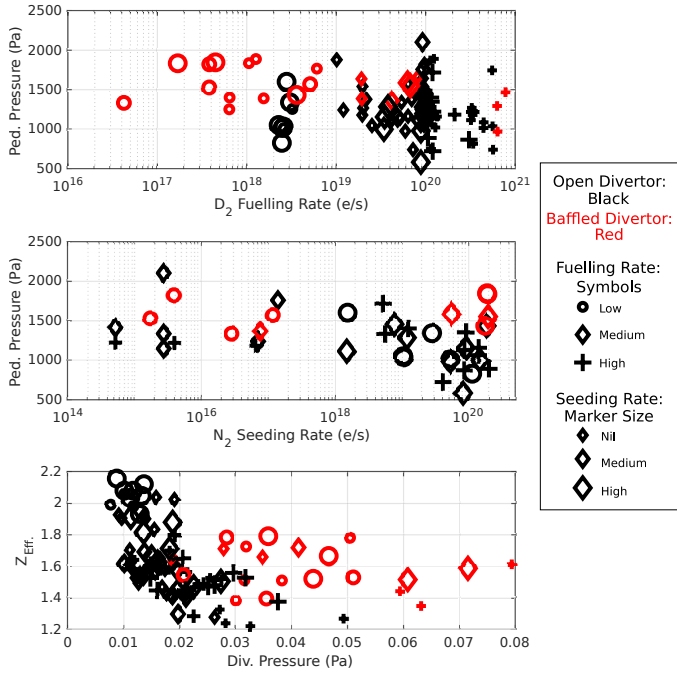 2500
2000
1500
1000
500
Ped. Pressure (Pa)
10^16 10^17 10^18 10^19 10^20 10^21
D_2 Fuelling Rate (e/s)
2500
2000
1500
1000
500
Ped. Pressure (Pa)
10^14 10^16 10^18 10^20
N_2 Seeding Rate (e/s)
2.2
2.0
1.8
1.6
1.4
1.2
Z_Eff.
0 0.01 0.02 0.03 0.04 0.05 0.06 0.07 0.08
Div. Pressure (Pa)
Open Divertor:
Black
Baffled Divertor:
Red
Fuelling Rate:
Symbols
Low
Medium
High
Seeding Rate:
Marker Size
Nil
Medium
High